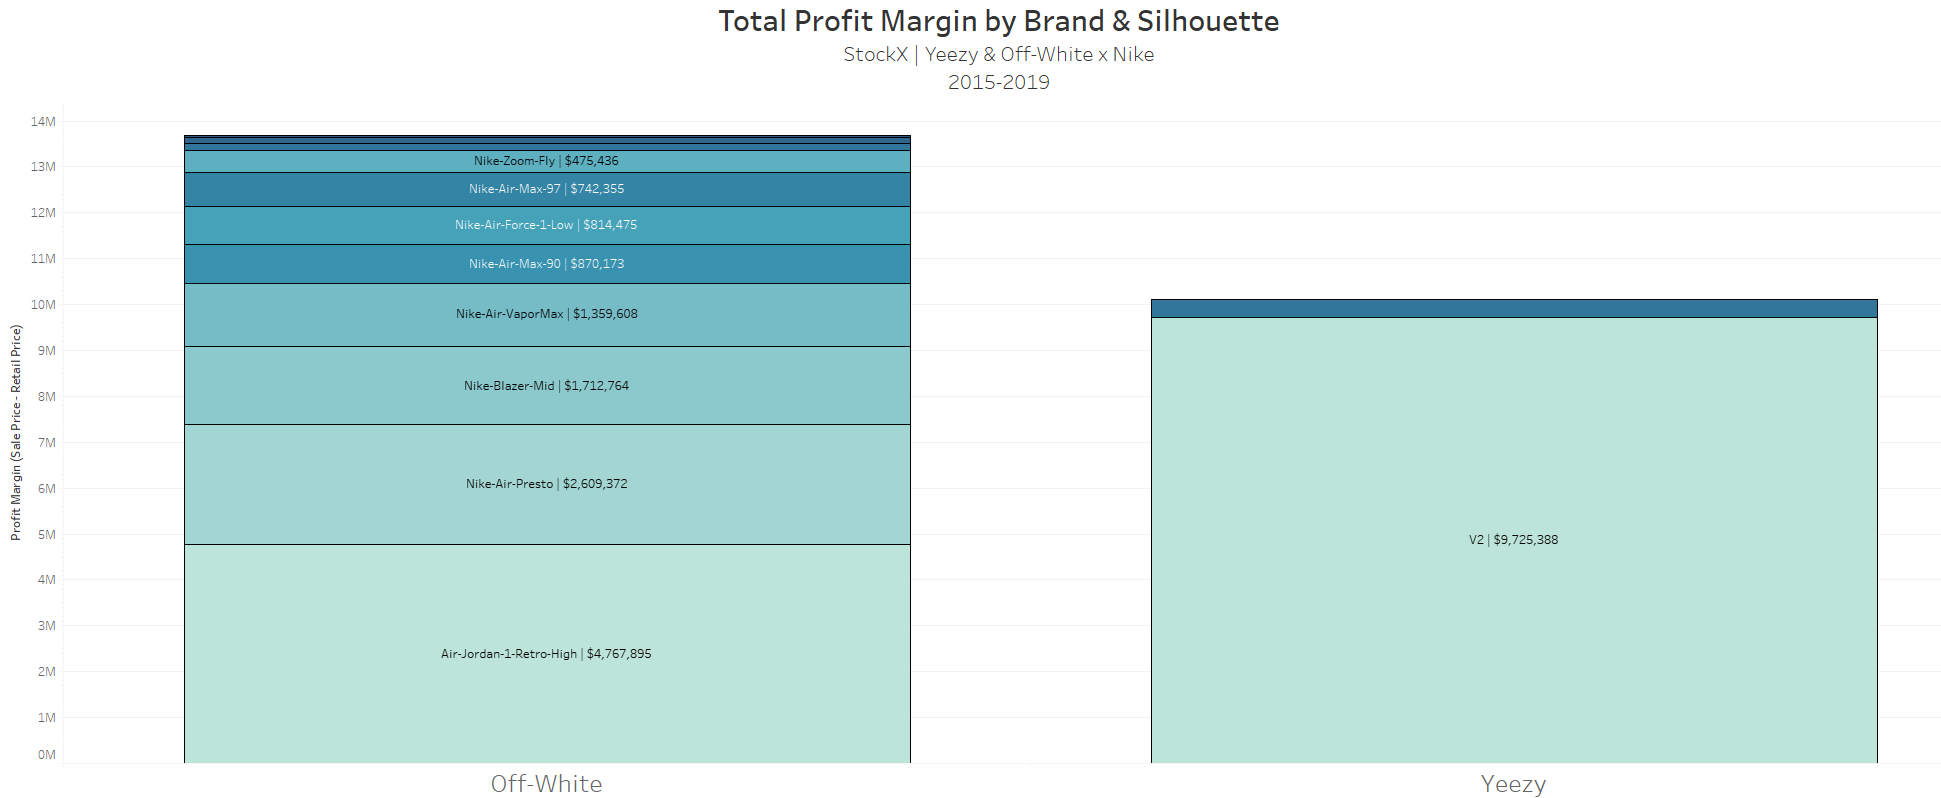 Total Profit Margin by Brand & Silhouette
StockX | Yeezy & Off-White x Nike
2015-2019
Profit Margin (Sale Price - Retail Price)
14M
13M
12M
11M
10M
9M
8M
7M
6M
5M
4M
3M
2M
1M
0M
Nike-Zoom-Fly | $475,436
Nike-Air-Max-97 | $742,355
Nike-Air-Force-1-Low | $814,475
Nike-Air-Max-90 | $870,173
Nike-Air-VaporMax | $1,359,608
Nike-Blazer-Mid | $1,712,764
Nike-Air-Presto | $2,609,372
Air-Jordan-1-Retro-High | $4,767,895
V2 | $9,725,388
Off-White
Yeezy